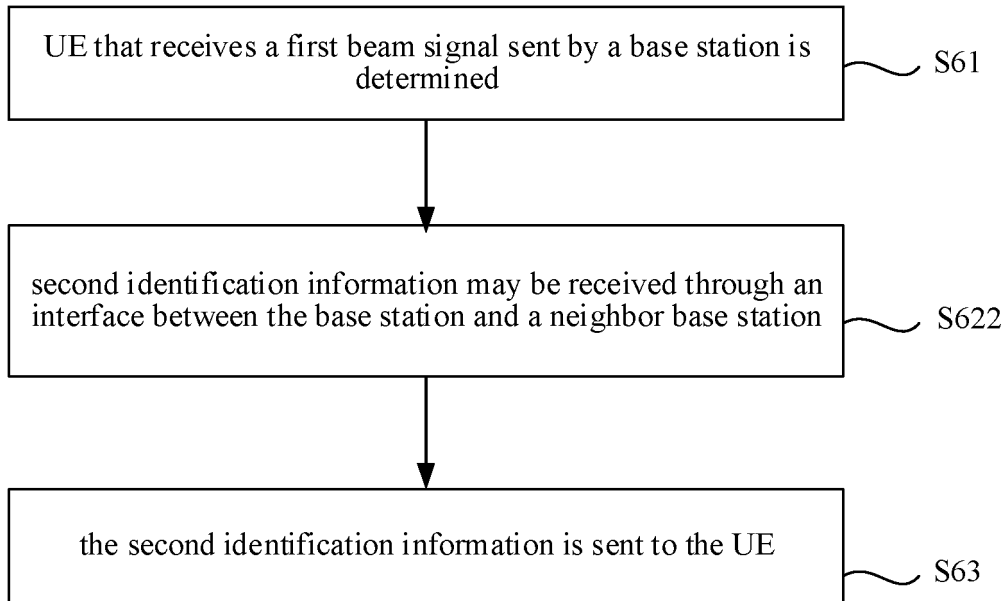 UE that receives a first beam signal sent by a base station is
determined
S61
second identification information may be received through an
interface between the base station and a neighbor base station
S622
the second identification information is sent to the UE
S63